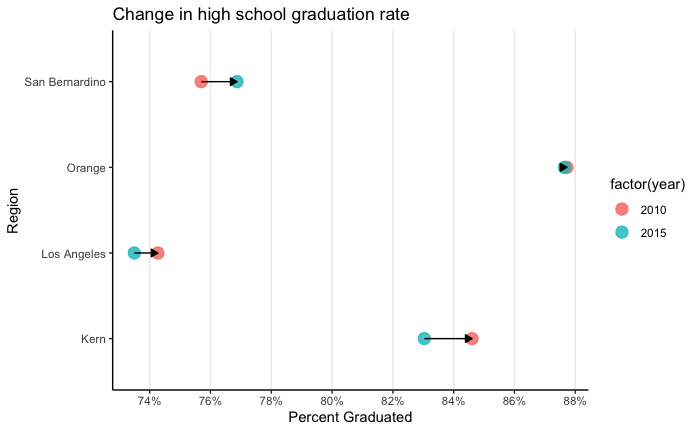 Change in high school graduation rate
San Bernardino
Orange
Los Angeles
Kern
Region
74% 76% 78% 80% 82% 84% 86% 88%
Percent Graduated
factor(year)
2010
2015